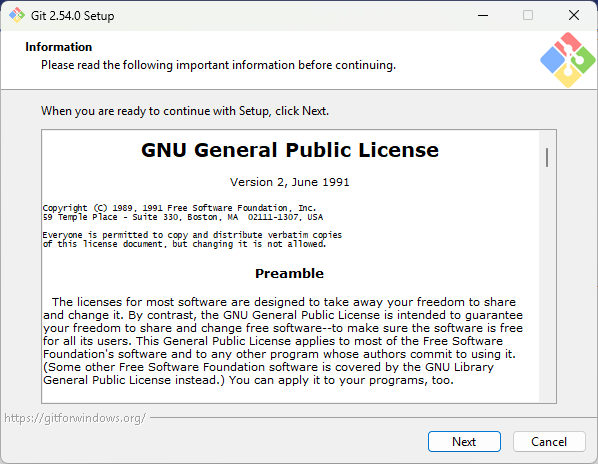 Git 2.54.0 Setup
Information
Please read the following important information before continuing.
When you are ready to continue with Setup, click Next.
GNU General Public License
Version 2, June 1991
Copyright (C) 1989, 1991 Free Software Foundation, Inc.
59 Temple Place - Suite 330, Boston, MA  02111-1307, USA
Everyone is permitted to copy and distribute verbatim copies
of this license document, but changing it is not allowed.
Preamble
The licenses for most software are designed to take away your freedom to share
and change it. By contrast, the GNU General Public License is intended to guarantee
your freedom to share and change free software--to make sure the software is free
for all its users. This General Public License applies to most of the Free Software
Foundation's software and to any other program whose authors commit to using it.
(Some other Free Software Foundation software is covered by the GNU Library
General Public License instead.) You can apply it to your programs, too.
https://gitforwindows.org/
Next
Cancel